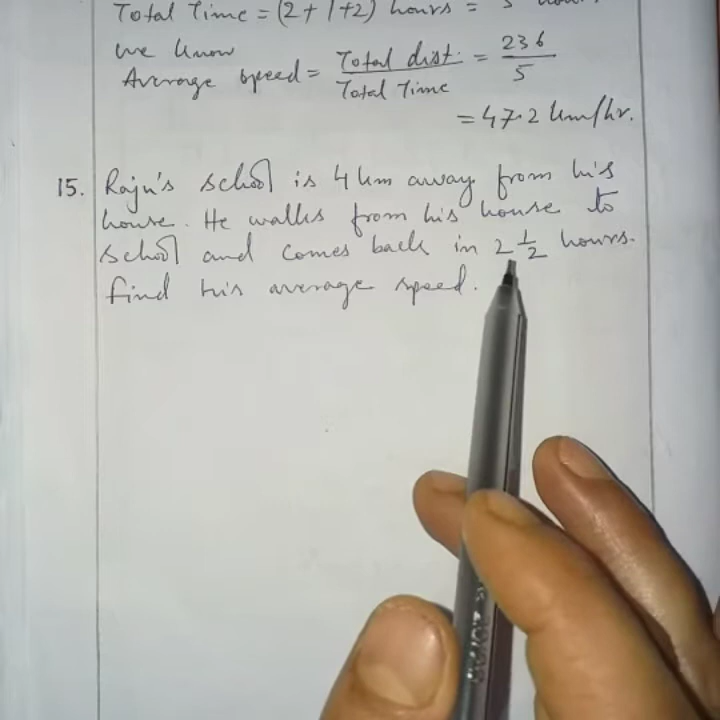 Total Time = (2+1+2) hours =
we know
Average speed = Total dist. / Total Time = 236 / 5
= 47.2 km/hr.
15. Raju's school is 4 km away from his
house. He walks from his house to
school and comes back in 2 1/2 hours.
find his average speed.